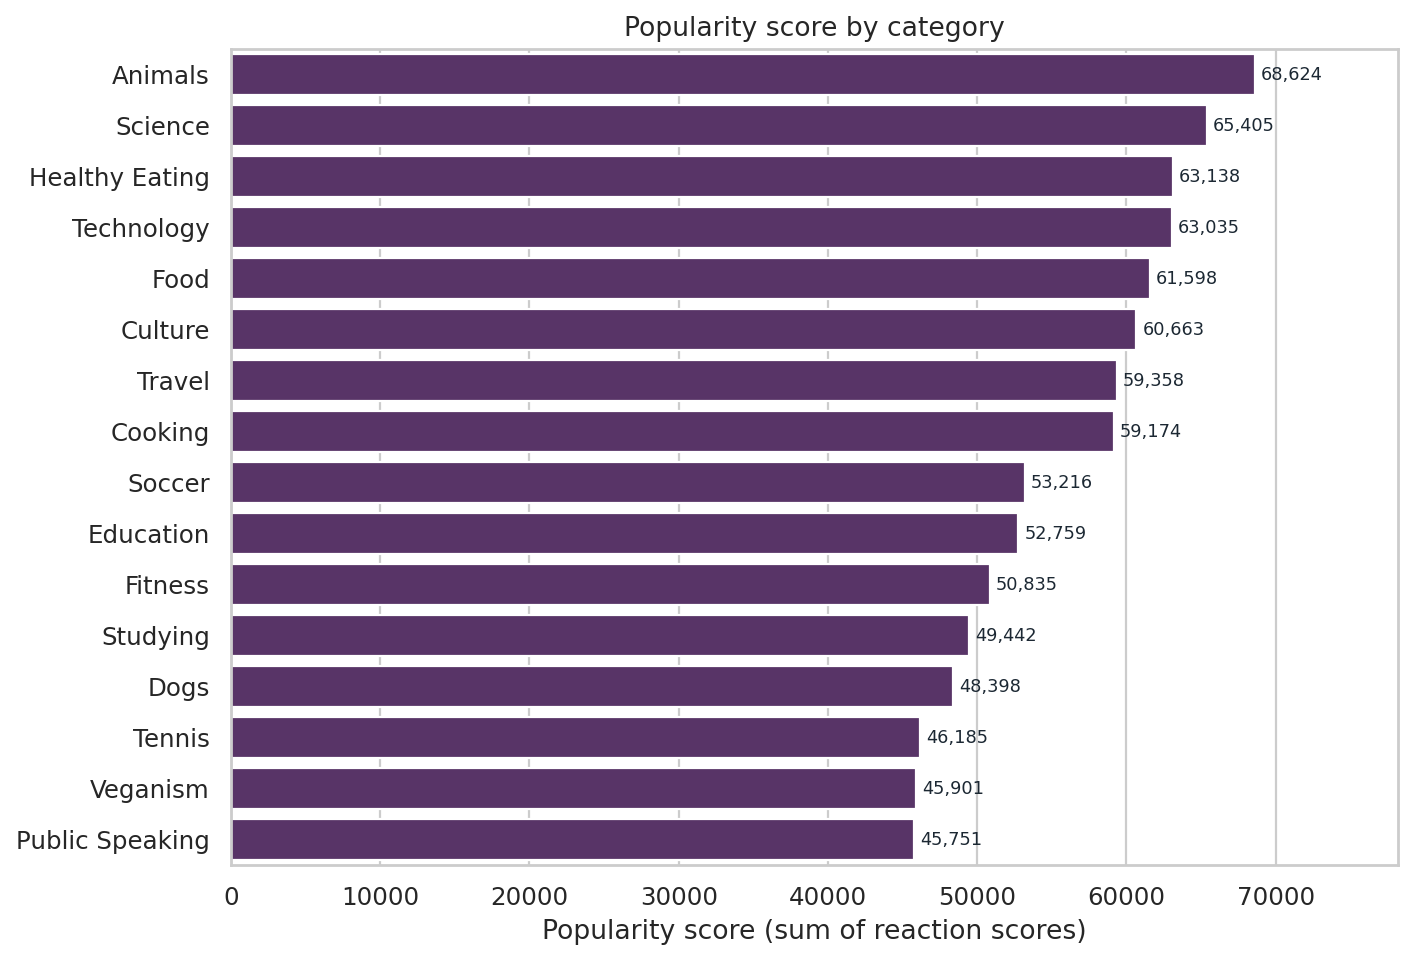 Popularity score by category
Animals 68,624
Science 65,405
Healthy Eating 63,138
Technology 63,035
Food 61,598
Culture 60,663
Travel 59,358
Cooking 59,174
Soccer 53,216
Education 52,759
Fitness 50,835
Studying 49,442
Dogs 48,398
Tennis 46,185
Veganism 45,901
Public Speaking 45,751
0 10000 20000 30000 40000 50000 60000 70000
Popularity score (sum of reaction scores)